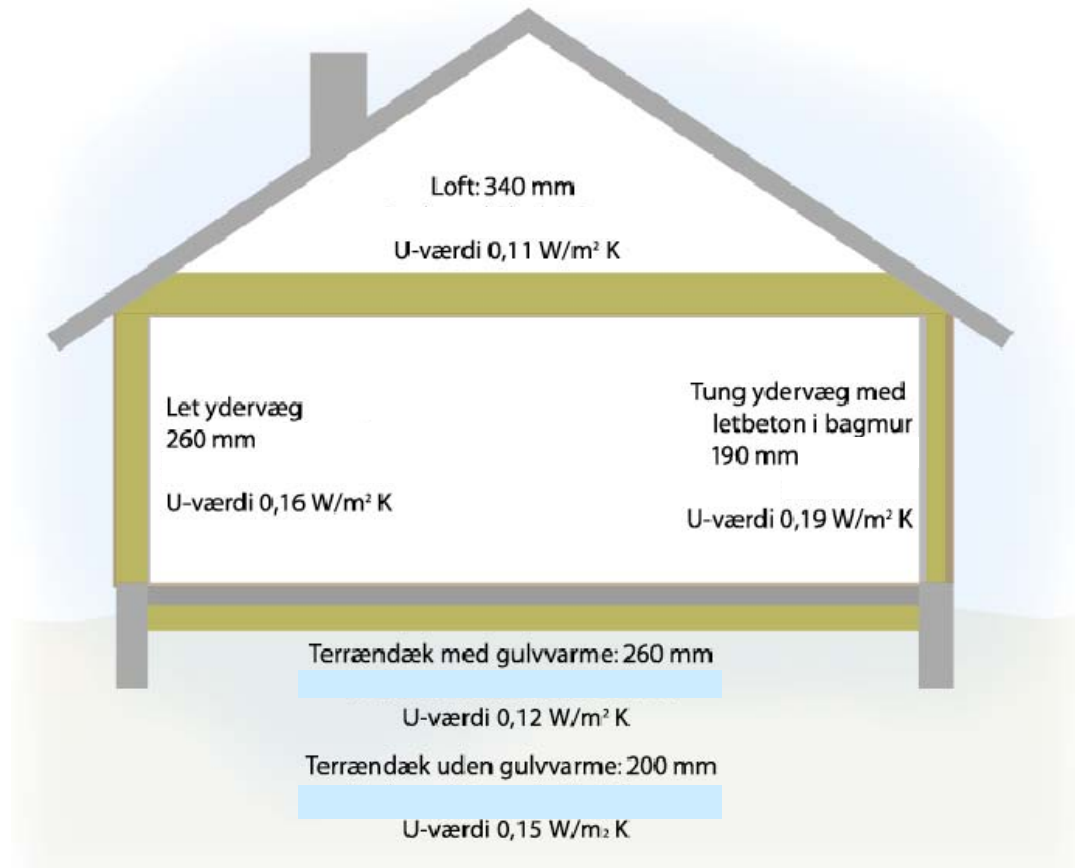 Loft: 340 mm
U-værdi 0,11 W/m² K
Let ydervæg
260 mm
U-værdi 0,16 W/m² K
Tung ydervæg med
letbeton i bagmur
190 mm
U-værdi 0,19 W/m² K
Terrændæk med gulvvarme: 260 mm
U-værdi 0,12 W/m² K
Terrændæk uden gulvvarme: 200 mm
U-værdi 0,15 W/m₂ K